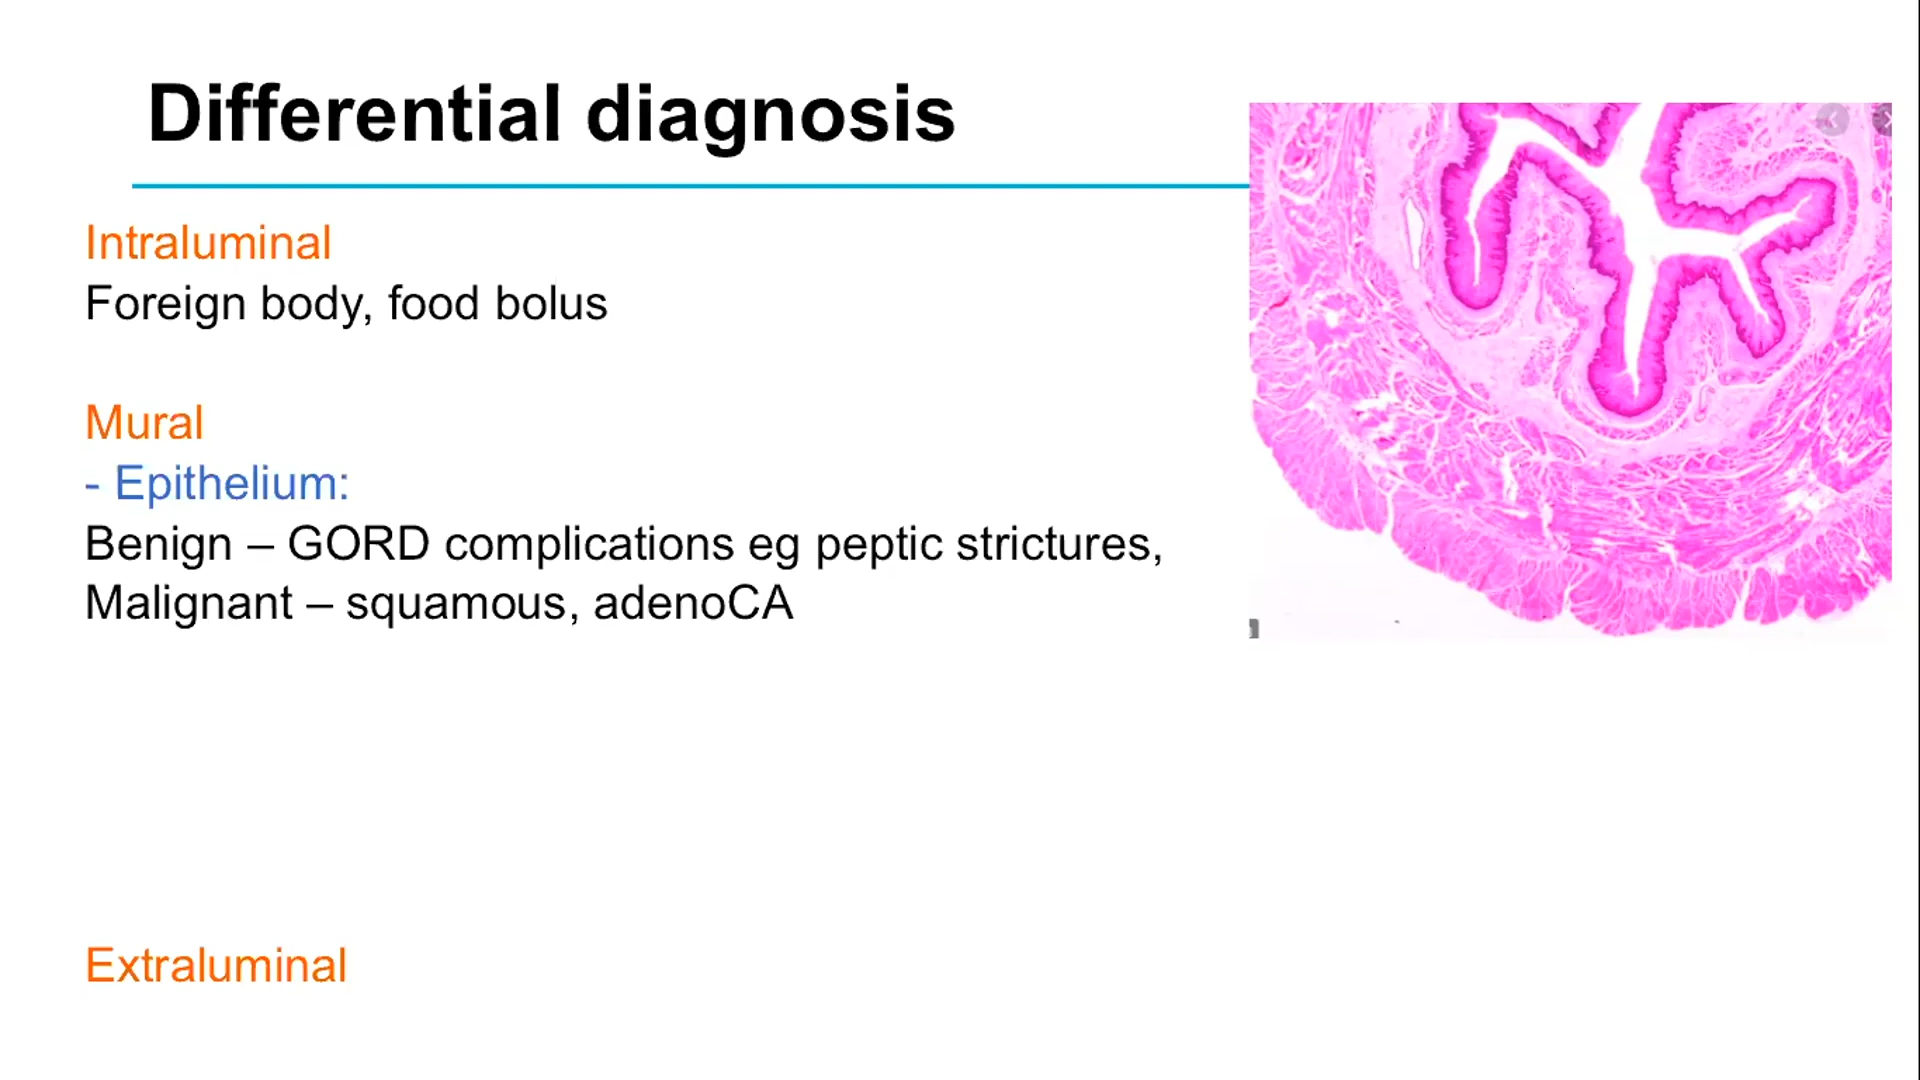 Differential diagnosis
Intraluminal
Foreign body, food bolus
Mural
- Epithelium:
Benign – GORD complications eg peptic strictures,
Malignant – squamous, adenoCA
Extraluminal